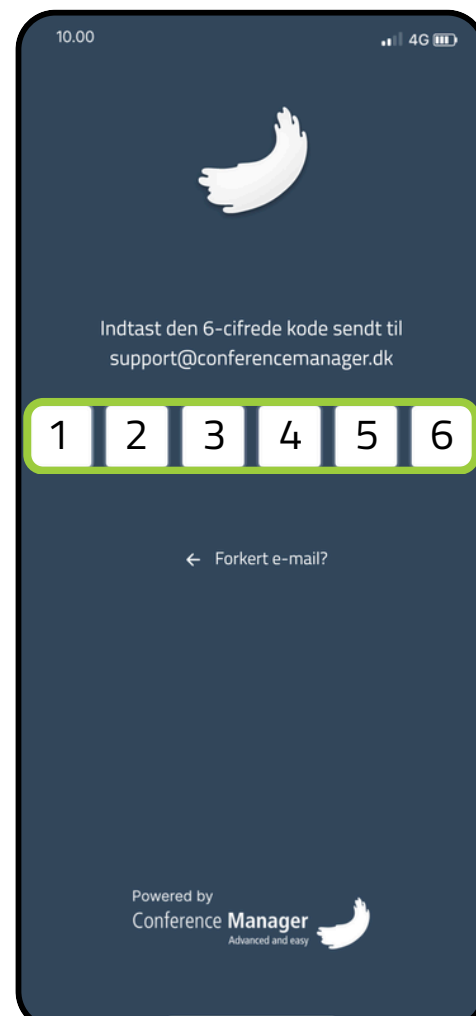 10.00 4G
Indtast den 6-cifrede kode sendt til
support@conferencemanager.dk
1 2 3 4 5 6
← Forkert e-mail?
Powered by
Conference Manager
Advanced and easy